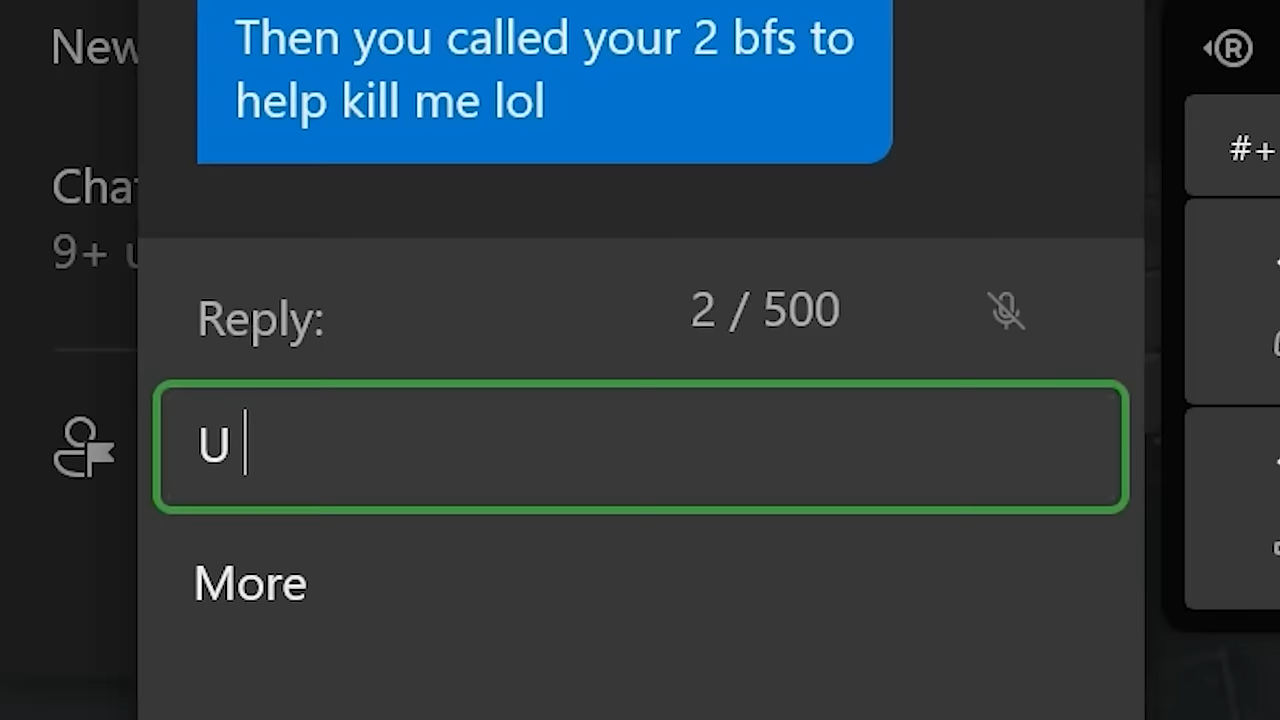 Then you called your 2 bfs to
help kill me lol
New
Chat
9+ u
Reply:
2 / 500
U
More
R
#+